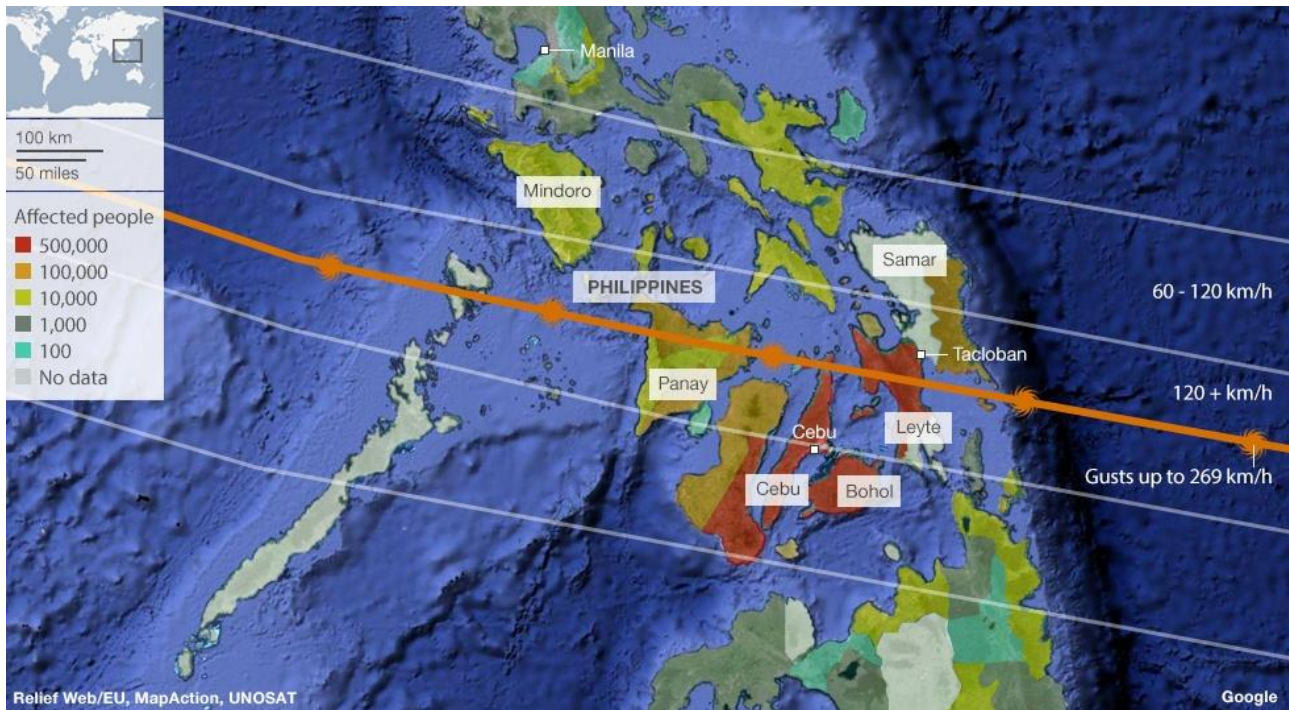 Manila
100 km
50 miles
Mindoro
Affected people
500,000
100,000
10,000
1,000
100
No data
Samar
PHILIPPINES
60 - 120 km/h
Tacloban
Panay
120 + km/h
Leyte
Cebu
Gusts up to 269 km/h
Cebu
Bohol
Relief Web/EU, MapAction, UNOSAT
Google